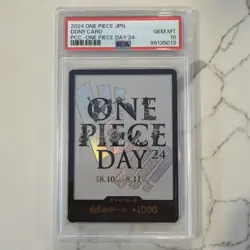 2024 ONE PIECE JPN.
DON!! CARD
PCC. ONE PIECE DAY'24-
GEM MT
10
PSA
99135013
ONE
PIECE
DAY'24
8.10
8.11
+1000